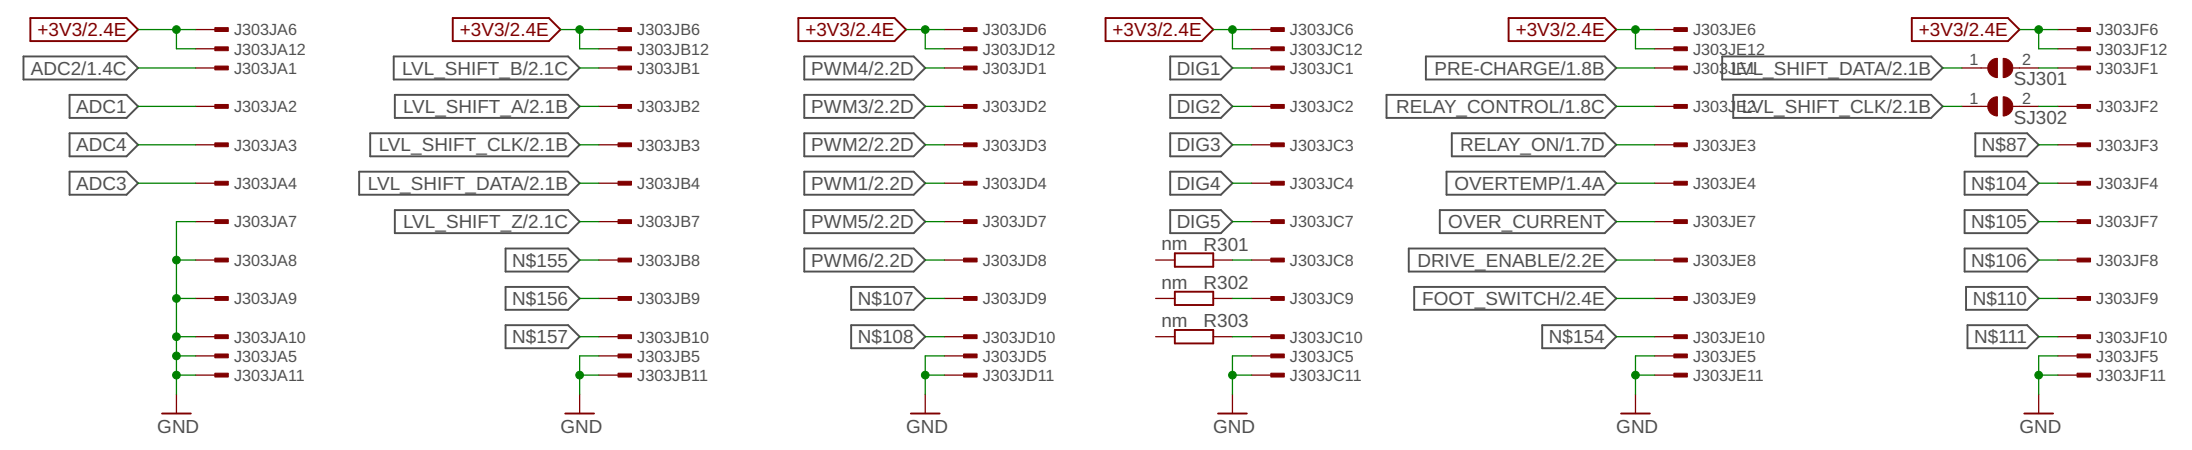 +3V3/2.4E J303JA6
J303JA12
ADC2/1.4C J303JA1
ADC1 J303JA2
ADC4 J303JA3
ADC3 J303JA4
J303JA7
J303JA8
J303JA9
J303JA10
J303JA5
J303JA11
GND
+3V3/2.4E J303JB6
J303JB12
LVL_SHIFT_B/2.1C J303JB1
LVL_SHIFT_A/2.1B J303JB2
LVL_SHIFT_CLK/2.1B J303JB3
LVL_SHIFT_DATA/2.1B J303JB4
LVL_SHIFT_Z/2.1C J303JB7
N$155 J303JB8
N$156 J303JB9
N$157 J303JB10
J303JB5
J303JB11
GND
+3V3/2.4E J303JD6
J303JD12
PWM4/2.2D J303JD1
PWM3/2.2D J303JD2
PWM2/2.2D J303JD3
PWM1/2.2D J303JD4
PWM5/2.2D J303JD7
PWM6/2.2D J303JD8
N$107 J303JD9
N$108 J303JD10
J303JD5
J303JD11
GND
+3V3/2.4E J303JC6
J303JC12
DIG1 J303JC1
DIG2 J303JC2
DIG3 J303JC3
DIG4 J303JC4
DIG5 J303JC7
nm R301
J303JC8
nm R302
J303JC9
nm R303
J303JC10
J303JC5
J303JC11
GND
+3V3/2.4E J303JE6
J303JE12
PRE-CHARGE/1.8B J303JE1
RELAY_CONTROL/1.8C J303JE2
RELAY_ON/1.7D J303JE3
OVERTEMP/1.4A J303JE4
OVER_CURRENT J303JE7
DRIVE_ENABLE/2.2E J303JE8
FOOT_SWITCH/2.4E J303JE9
N$154 J303JE10
J303JE5
J303JE11
GND
+3V3/2.4E J303JF6
J303JF12
LVL_SHIFT_DATA/2.1B 1 2 J303JF1
SJ301
LVL_SHIFT_CLK/2.1B 1 2 J303JF2
SJ302
N$87 J303JF3
N$104 J303JF4
N$105 J303JF7
N$106 J303JF8
N$110 J303JF9
N$111 J303JF10
J303JF5
J303JF11
GND